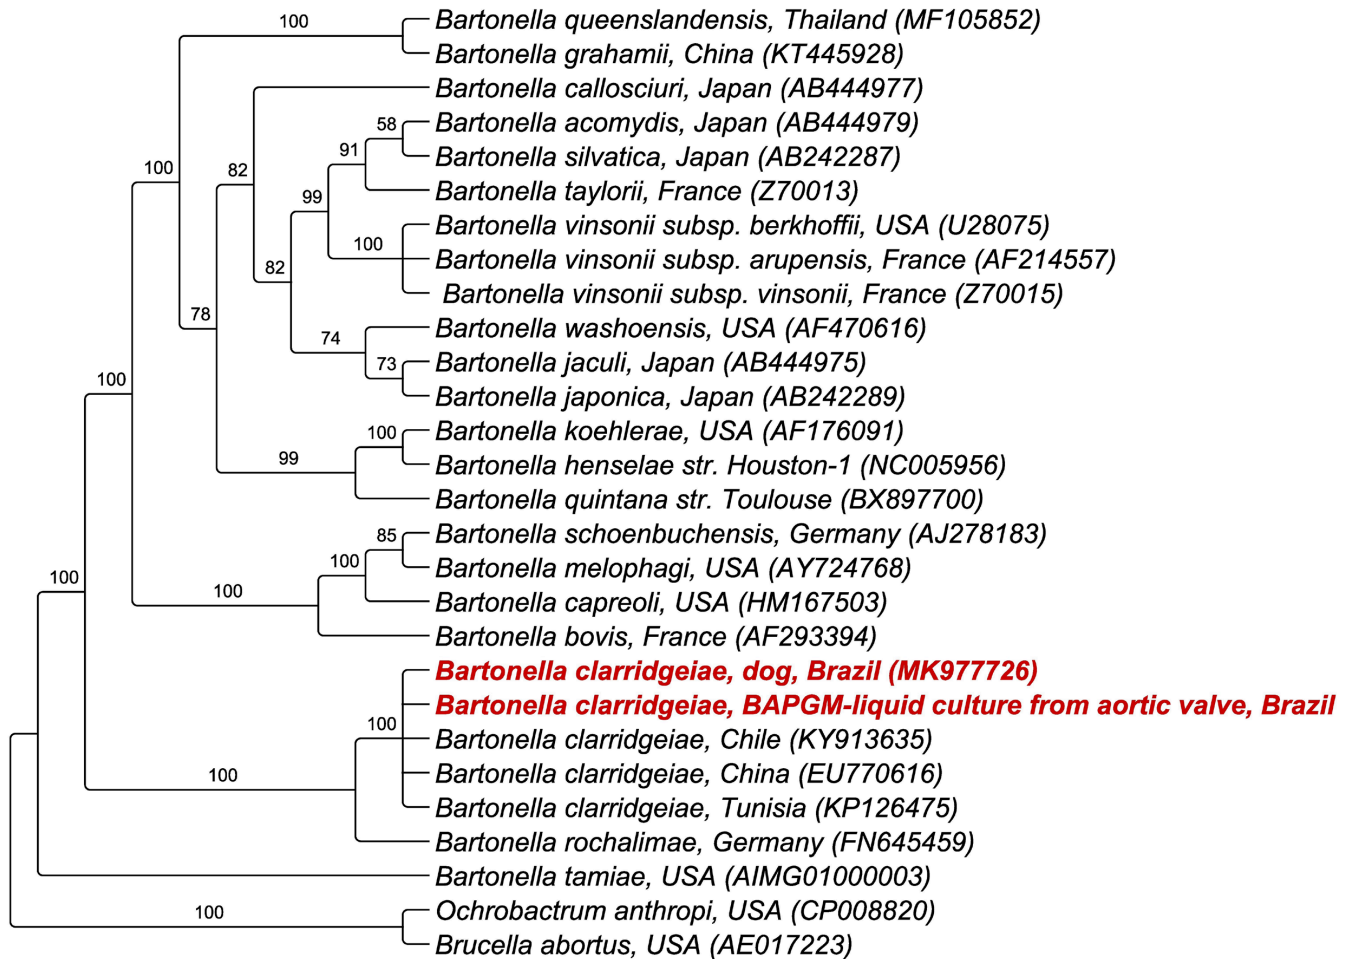 100
Bartonella queenslandensis, Thailand (MF105852)
Bartonella grahamii, China (KT445928)
Bartonella callosciuri, Japan (AB444977)
58
Bartonella acomydis, Japan (AB444979)
91
Bartonella silvatica, Japan (AB242287)
100
82
99
Bartonella taylorii, France (Z70013)
Bartonella vinsonii subsp. berkhoffii, USA (U28075)
100
Bartonella vinsonii subsp. arupensis, France (AF214557)
82
Bartonella vinsonii subsp. vinsonii, France (Z70015)
78
Bartonella washoensis, USA (AF470616)
74
73
Bartonella jaculi, Japan (AB444975)
100
Bartonella japonica, Japan (AB242289)
100
Bartonella koehlerae, USA (AF176091)
99
Bartonella henselae str. Houston-1 (NC005956)
Bartonella quintana str. Toulouse (BX897700)
85
Bartonella schoenbuchensis, Germany (AJ278183)
100
100
Bartonella melophagi, USA (AY724768)
100
Bartonella capreoli, USA (HM167503)
Bartonella bovis, France (AF293394)
Bartonella clarridgeiae, dog, Brazil (MK977726)
Bartonella clarridgeiae, BAPGM-liquid culture from aortic valve, Brazil
100
Bartonella clarridgeiae, Chile (KY913635)
100
Bartonella clarridgeiae, China (EU770616)
Bartonella clarridgeiae, Tunisia (KP126475)
Bartonella rochalimae, Germany (FN645459)
Bartonella tamiae, USA (AIMG01000003)
100
Ochrobactrum anthropi, USA (CP008820)
Brucella abortus, USA (AE017223)